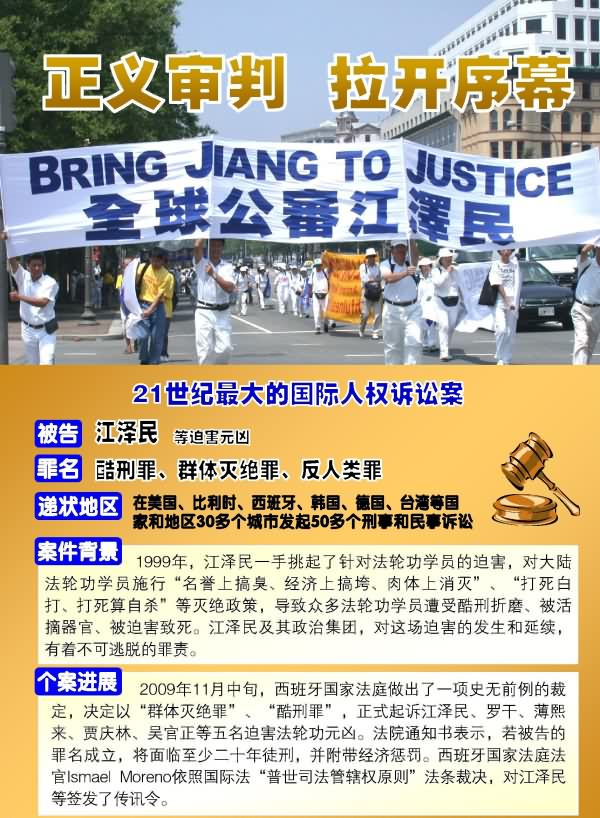 正义审判 拉开序幕
BRING JIANG TO JUSTICE
全球公審江澤民
21世纪最大的国际人权诉讼案
被告 江泽民 等迫害元凶
罪名 酷刑罪、群体灭绝罪、反人类罪
递状地区 在美国、比利时、西班牙、韩国、德国、台湾等国
家和地区30多个城市发起50多个刑事和民事诉讼
案件背景
1999年，江泽民一手挑起了针对法轮功学员的迫害，对大陆
法轮功学员施行“名誉上搞臭、经济上搞垮、肉体上消灭”、“打死白
打、打死算自杀”等灭绝政策，导致众多法轮功学员遭受酷刑折磨、被活
摘器官、被迫害致死。江泽民及其政治集团，对这场迫害的发生和延续，
有着不可逃脱的罪责。
个案进展
2009年11月中旬，西班牙国家法庭做出了一项史无前例的裁
定，决定以“群体灭绝罪”、“酷刑罪”，正式起诉江泽民、罗干、薄熙
来、贾庆林、吴官正等五名迫害法轮功元凶。法院通知书表示，若被告的
罪名成立，将面临至少二十年徒刑，并附带经济惩罚。西班牙国家法庭法
官Ismael Moreno依照国际法“普世司法管辖权原则”法条裁决，对江泽民
等签发了传讯令。